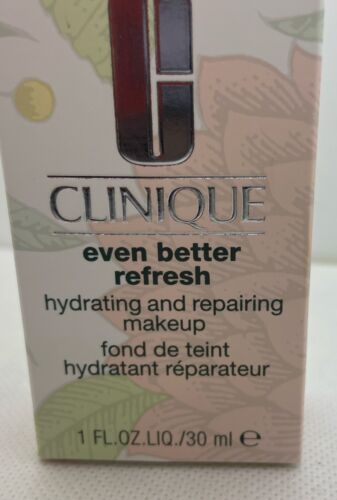 CLINIQUE
even better
refresh
hydrating and repairing
makeup
fond de teint
hydratant réparateur
1 FL.OZ.LIQ./30 ml ℮